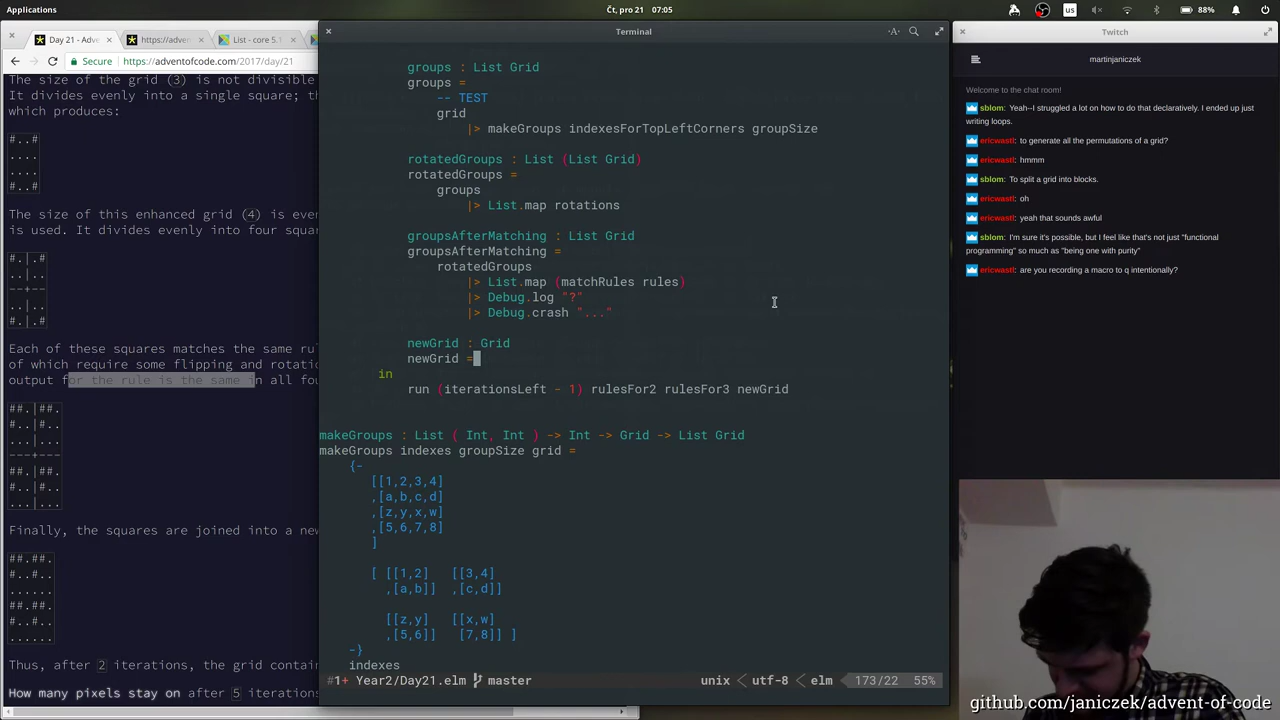 Applications
Čt, pro 21 07:05
us
88%
Day 21 - Adve
https://adven
List - core 5.1
Secure https://adventofcode.com/2017/day/21
The size of the grid (3) is not divisible
It divides evenly into a single square; th
which produces:
#..#
....
....
#..#
The size of this enhanced grid (4) is even
is used. It divides evenly into four squar
#.|.#
..|..
--+--
..|..
#.|.#
Each of these squares matches the same rul
of which require some flipping and rotatio
output for the rule is the same in all fou
##.|##.
#..|#..
...|...
---+---
##.|##.
#..|#..
...|...
Finally, the squares are joined into a new
##.##.
#..#..
......
##.##.
#..#..
......
Thus, after 2 iterations, the grid contain
How many pixels stay on after 5 iterations
Terminal
groups : List Grid
groups =
-- TEST
grid
|> makeGroups indexesForTopLeftCorners groupSize
rotatedGroups : List (List Grid)
rotatedGroups =
groups
|> List.map rotations
groupsAfterMatching : List Grid
groupsAfterMatching =
rotatedGroups
|> List.map (matchRules rules)
|> Debug.log "?"
|> Debug.crash "..."
newGrid : Grid
newGrid =
in
run (iterationsLeft - 1) rulesFor2 rulesFor3 newGrid
makeGroups : List ( Int, Int ) -> Int -> Grid -> List Grid
makeGroups indexes groupSize grid =
{-
[[1,2,3,4]
,[a,b,c,d]
,[z,y,x,w]
,[5,6,7,8]
]
[ [[1,2] [[3,4]
,[a,b]] ,[c,d]]
[[z,y] [[x,w]
,[5,6]] [7,8]] ]
-}
indexes
#1+ Year2/Day21.elm master unix < utf-8 < elm 173/22 55%
Twitch
martinjaniczek
Welcome to the chat room!
sblom: Yeah--I struggled a lot on how to do that declaratively. I ended up just
writing loops.
ericwastl: to generate all the permutations of a grid?
ericwastl: hmmm
sblom: To split a grid into blocks.
ericwastl: oh
ericwastl: yeah that sounds awful
sblom: I'm sure it's possible, but I feel like that's not just "functional
programming" so much as "being one with purity"
ericwastl: are you recording a macro to q intentionally?
github.com/janiczek/advent-of-code